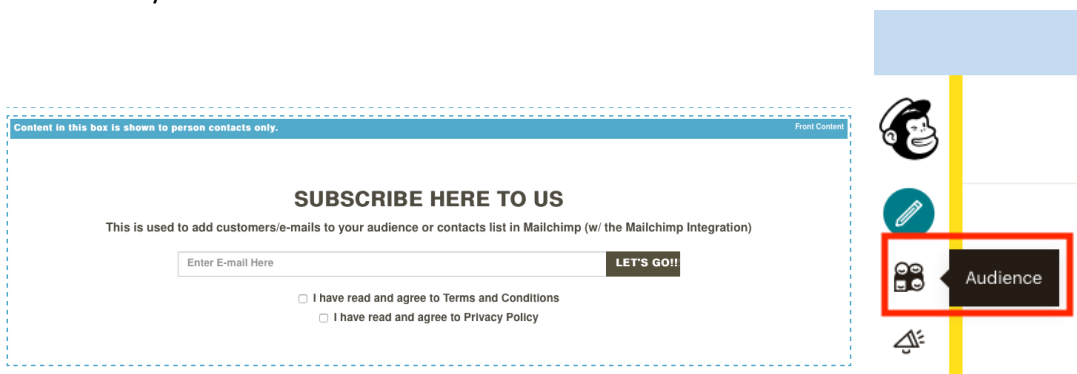 Content in this box is shown to person contacts only.
Front Content
SUBSCRIBE HERE TO US
This is used to add customers/e-mails to your audience or contacts list in Mailchimp (w/ the Mailchimp Integration)
Enter E-mail Here
LET'S GO!!
I have read and agree to Terms and Conditions
I have read and agree to Privacy Policy
Audience